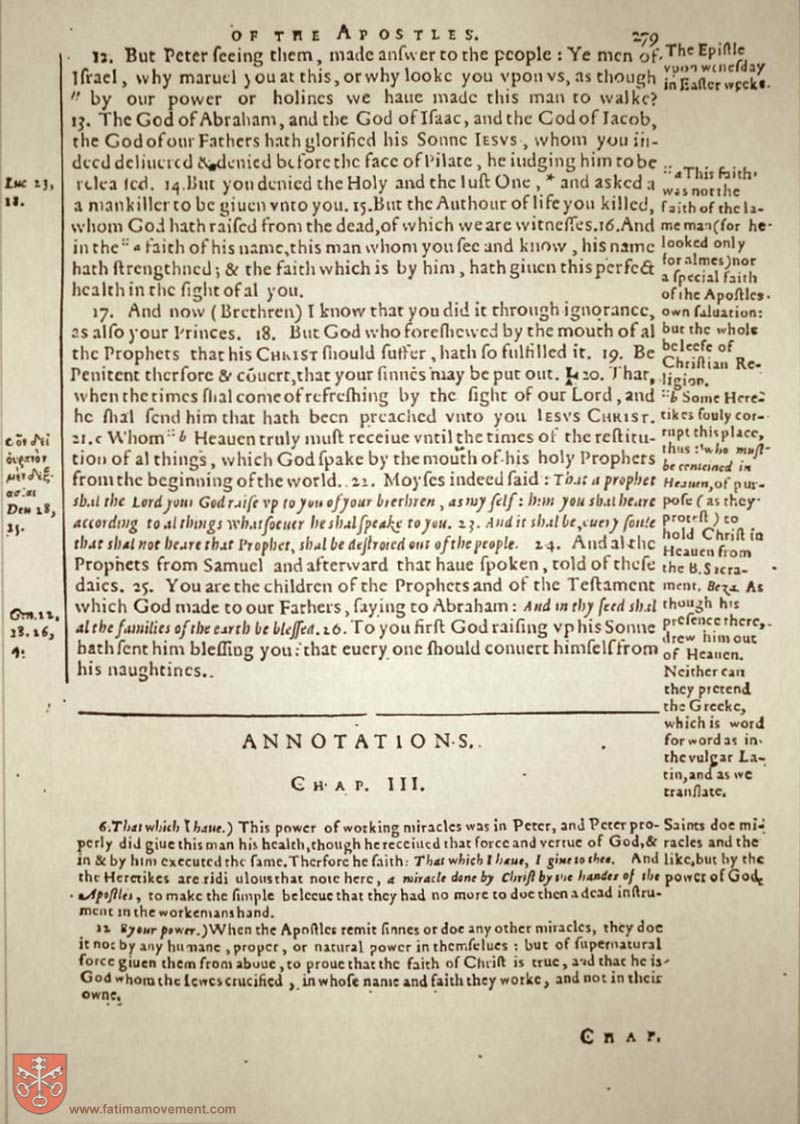 OF THE APOSTLES.
279
12. But Peter ſeeing them, made anſwer to the people : Ye men of
Iſrael, why maruel you at this, or why looke you vpon vs, as though
" by our power or holines we haue made this man to walke?
13. The God of Abraham, and the God of Iſaac, and the God of Iacob,
the God of our Fathers hath glorified his Sonne IESVS, whom you in-
deed deliuered & denied before the face of Pilate, he iudging him to be
releaſed. 14. But you denied the Holy and the Iuſt One, * and asked a
a mankiller to be giuen vnto you. 15. But the Authour of life you killed,
whom God hath raiſed from the dead, of which we are witneſſes. 16. And
in the :: a faith of his name, this man whom you ſee and know, his name
hath ſtrengthned; & the faith which is by him, hath giuen this perfect
health in the ſight of al you.
17. And now (Brethren) I know that you did it through ignorance,
as alſo your Princes. 18. But God who foreſhewed by the mouth of al
the Prophets that his CHRIST ſhould ſuffer, hath ſo fulfilled it. 19. Be
Penitent therfore & cõuert, that your ſinnes may be put out. 20. That,
when the times ſhal come of refreſhing by the ſight of our Lord, and
he ſhal ſend him that hath been preached vnto you IESVS CHRIST.
21. c Whom :: b Heauen truly muſt receiue vntil the times of the reſtitu-
tion of al things, which God ſpake by the mouth of his holy Prophets
from the beginning of the world. 22. Moyſes indeed ſaid : That a prophet
shal the Lord your God raiſe vp to you of your brethren, as my ſelf : him you shal heare
according to al things whatſoeuer he shal ſpeake to you. 23. And it shal be, euery ſoule
that shal not heare that Prophet, shal be deſtroied out of the people. 24. And al the
Prophets from Samuel and afterward that haue ſpoken, told of theſe
daies. 25. You are the children of the Prophets and of the Teſtament
which God made to our Fathers, ſaying to Abraham : And in thy ſeed shal
al the families of the earth be bleſſed. 26. To you firſt God raiſing vp his Sonne
hath ſent him bleſſing you : that euery one ſhould conuert himſelf from
his naughtines.
Luc 23,
18.
Deu 18,
15.
Gen. 12,
18. 26,
4.
The Epiſtle
vpon weneſday
in Eaſter weeke.
:: a This faith
was not the
faith of the la-
me man (for he
looked only
for almes) nor
a ſpecial faith
of the Apoſtles
own ſaluation:
but the whole
beleefe of
Chriſtian Re-
ligion.
:: b Some Here-
tikes fouly cor-
rupt this place,
thus : who muſt
be conteined in
Heauen, of pur-
poſe (as they
proteſt) to
hold Chriſt in
Heauen from
the B. Sacra-
ment. Beza. As
though his
preſence there,
drew him out
of Heauen.
Neither can
they pretend
the Greeke,
which is word
for word as in
the vulgar La-
tin, and as we
tranſlate.
ANNOTATIONS.
CHAP. III.
6. That which I haue.) This power of working miracles was in Peter, and Peter pro-
perly did giue this man his health, though he receiued that force and vertue of God, &
in & by him executed the ſame. Therfore he ſaith : That which I haue, I giue to thee. And
the Heretikes are ridiulous that note here, a miracle done by Chriſt by the handes of the
Apoſtles, to make the ſimple beleeue that they had no more to doe then a dead inſtru-
ment in the workemans hand.
12 By our power.) When the Apoſtles remit ſinnes or doe any other miracles, they doe
it not by any humane, proper, or natural power in themſelues : but of ſupernatural
force giuen them from aboue, to proue that the faith of Chriſt is true, and that he is
God whom the Iewes crucified, in whoſe name and faith they worke, and not in their
owne.
Saints doe mi-
racles and the
like, but by the
power of God.
CHAP.
www.fatimamovement.com